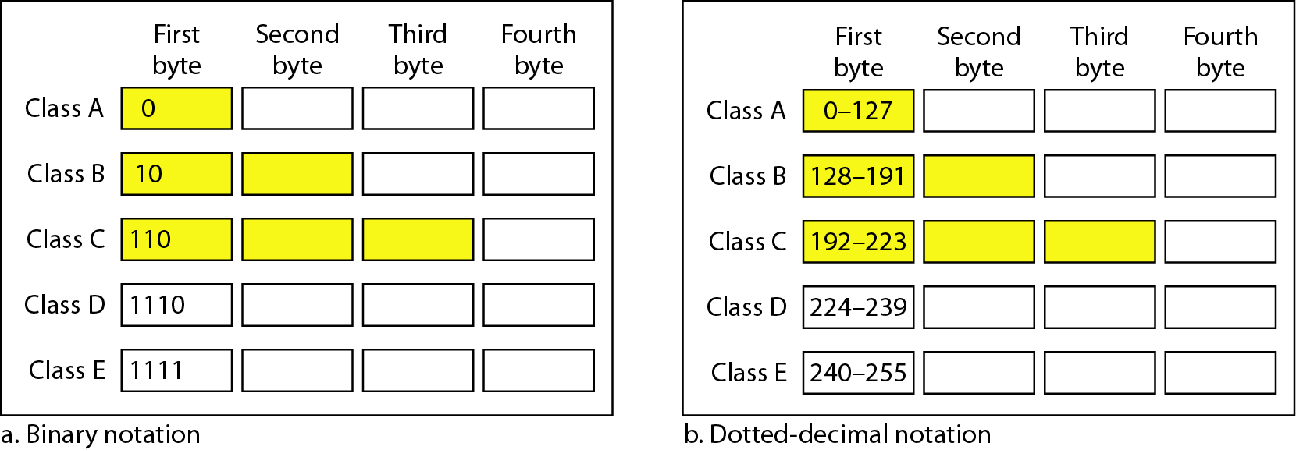 First byte Second byte Third byte Fourth byte
Class A 0
Class B 10
Class C 110
Class D 1110
Class E 1111
a. Binary notation
First byte Second byte Third byte Fourth byte
Class A 0–127
Class B 128–191
Class C 192–223
Class D 224–239
Class E 240–255
b. Dotted-decimal notation